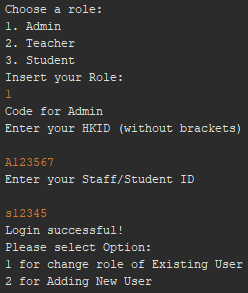 Choose a role:
1. Admin
2. Teacher
3. Student
Insert your Role:
1
Code for Admin
Enter your HKID (without brackets)
A123567
Enter your Staff/Student ID
s12345
Login successful!
Please select Option:
1 for change role of Existing User
2 for Adding New User